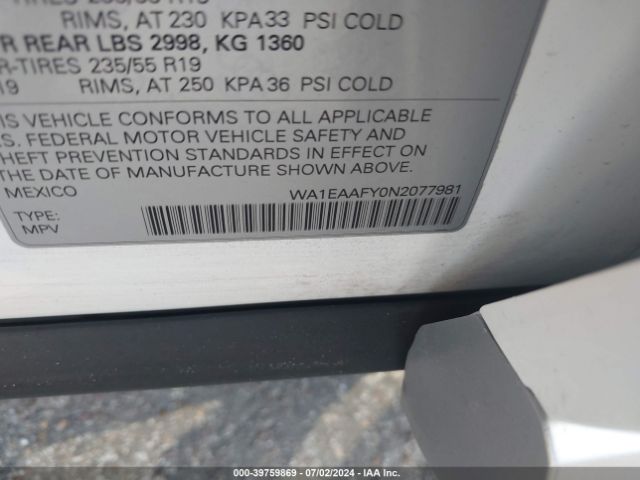 RIMS, AT 230 KPA 33 PSI COLD
R REAR LBS 2998, KG 1360
R-TIRES 235/55 R19
19 RIMS, AT 250 KPA 36 PSI COLD
IS VEHICLE CONFORMS TO ALL APPLICABLE
S. FEDERAL MOTOR VEHICLE SAFETY AND
HEFT PREVENTION STANDARDS IN EFFECT ON
THE DATE OF MANUFACTURE SHOWN ABOVE.
MEXICO WA1EAAFY0N2077981
TYPE:
MPV
000-39759869 | 07/02/2024 | IAA Inc.